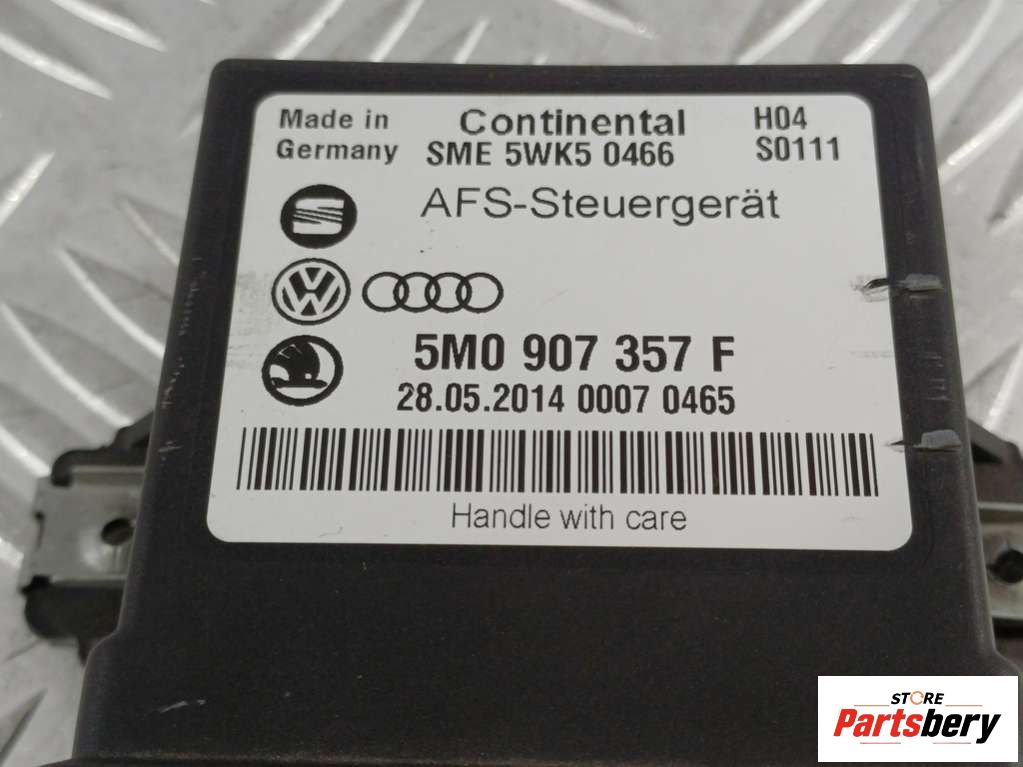 Made in Continental H04
Germany SME 5WK5 0466 S0111
AFS-Steuergerät
5M0 907 357 F
28.05.2014 0007 0465
Handle with care
STORE
Partsbery